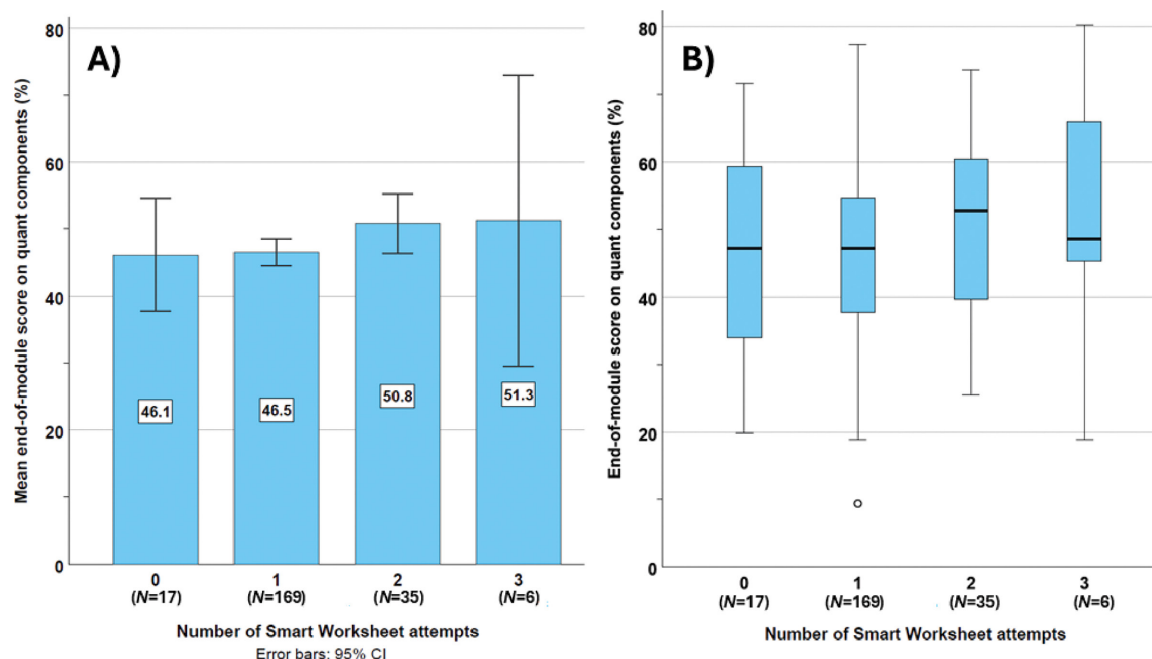 A)
Mean end-of-module score on quant components (%)
80
60
40
20
0
46.1
46.5
50.8
51.3
0
(N=17)
1
(N=169)
2
(N=35)
3
(N=6)
Number of Smart Worksheet attempts
Error bars: 95% CI
B)
End-of-module score on quant components (%)
80
60
40
20
0
0
(N=17)
1
(N=169)
2
(N=35)
3
(N=6)
Number of Smart Worksheet attempts